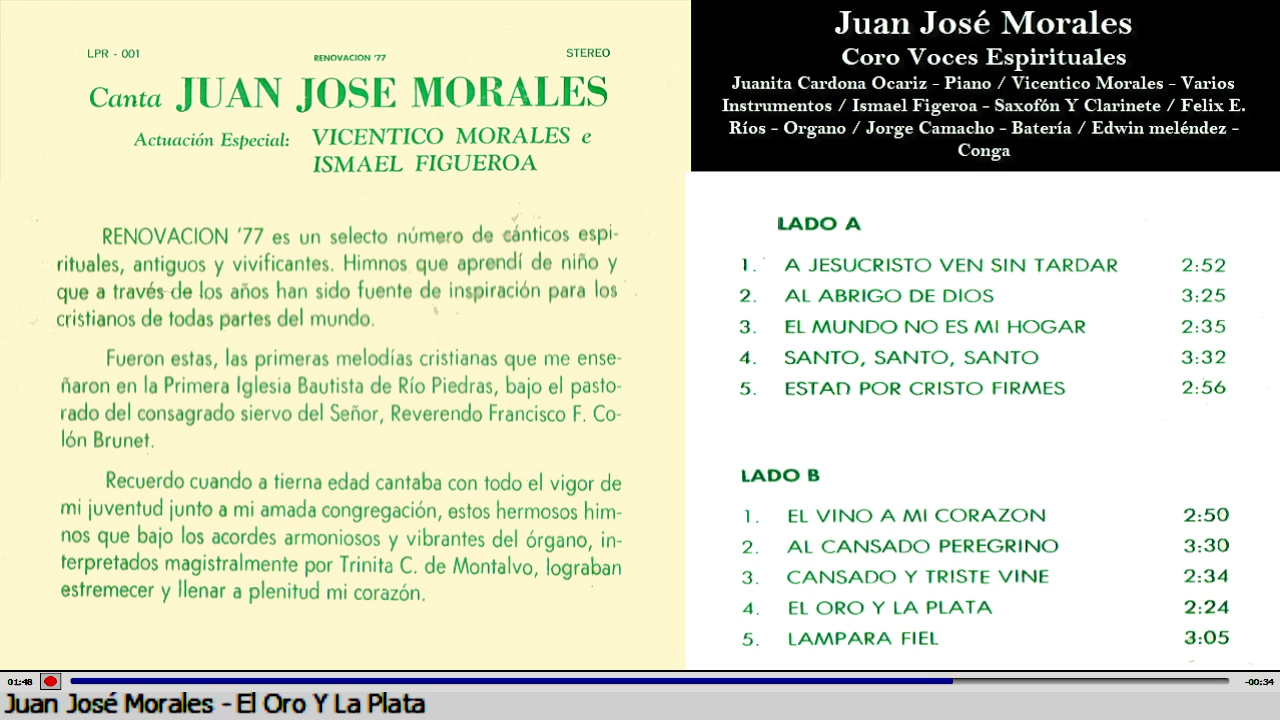 LPR - 001
RENOVACION '77
STEREO
Canta JUAN JOSE MORALES
Actuación Especial: VICENTICO MORALES e
ISMAEL FIGUEROA
RENOVACION '77 es un selecto número de cánticos espi-
rituales, antiguos y vivificantes. Himnos que aprendí de niño y
que a través de los años han sido fuente de inspiración para los
cristianos de todas partes del mundo.
Fueron estas, las primeras melodías cristianas que me ense-
ñaron en la Primera Iglesia Bautista de Río Piedras, bajo el pasto-
rado del consagrado siervo del Señor, Reverendo Francisco F. Co-
lón Brunet.
Recuerdo cuando a tierna edad cantaba con todo el vigor de
mi juventud junto a mi amada congregación, estos hermosos him-
nos que bajo los acordes armoniosos y vibrantes del órgano, in-
terpretados magistralmente por Trinita C. de Montalvo, lograban
estremecer y llenar a plenitud mi corazón.
Juan José Morales
Coro Voces Espirituales
Juanita Cardona Ocariz - Piano / Vicentico Morales - Varios
Instrumentos / Ismael Figeroa - Saxofón Y Clarinete / Felix E.
Ríos - Organo / Jorge Camacho - Batería / Edwin meléndez -
Conga
LADO A
1. A JESUCRISTO VEN SIN TARDAR 2:52
2. AL ABRIGO DE DIOS 3:25
3. EL MUNDO NO ES MI HOGAR 2:35
4. SANTO, SANTO, SANTO 3:32
5. ESTAD POR CRISTO FIRMES 2:56
LADO B
1. EL VINO A MI CORAZON 2:50
2. AL CANSADO PEREGRINO 3:30
3. CANSADO Y TRISTE VINE 2:34
4. EL ORO Y LA PLATA 2:24
5. LAMPARA FIEL 3:05
01:48 -00:34
Juan José Morales - El Oro Y La Plata